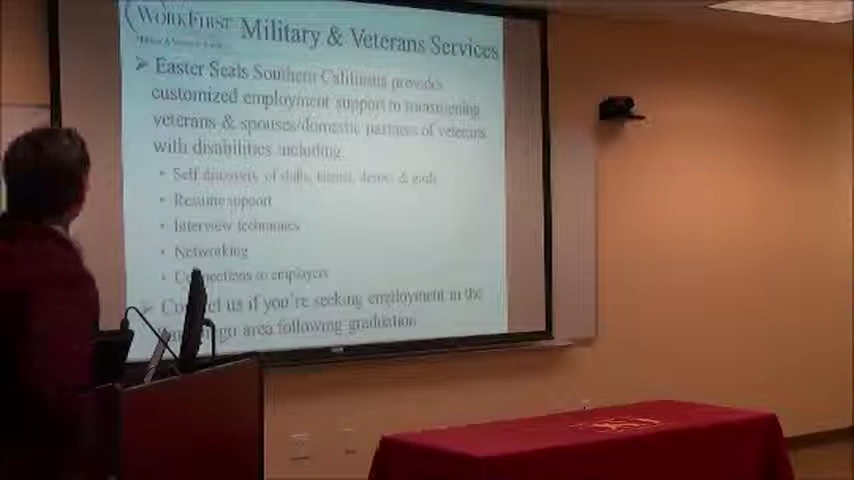 WORKFIRST Military & Veterans Services
➢ Easter Seals Southern California provides
customized employment support to transitioning
veterans & spouses/domestic partners of veterans
with disabilities including
• Self discovery of skills, talents, desires & goals
• Resume support
• Interview techniques
• Networking
• Connections to employers
➢ Contact us if you're seeking employment in the
area following graduation